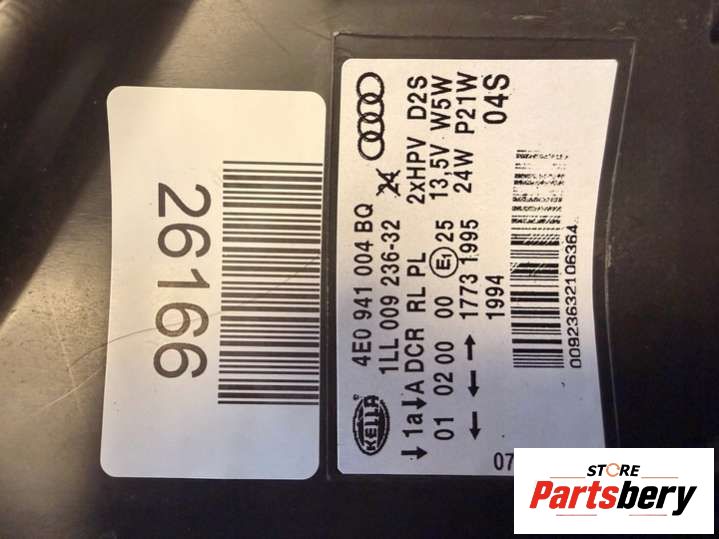 26166
4E0 941 004 BQ
1LL 009 236-32
↓ 1a ↓ A DCR RL PL 2xHPV D2S
01 02 00 00 E1 25 13,5V W5W
← ← → 1773 1995 24W P21W
1994 04S
HELLA
®
00923632106364
07
STORE
Partsbery